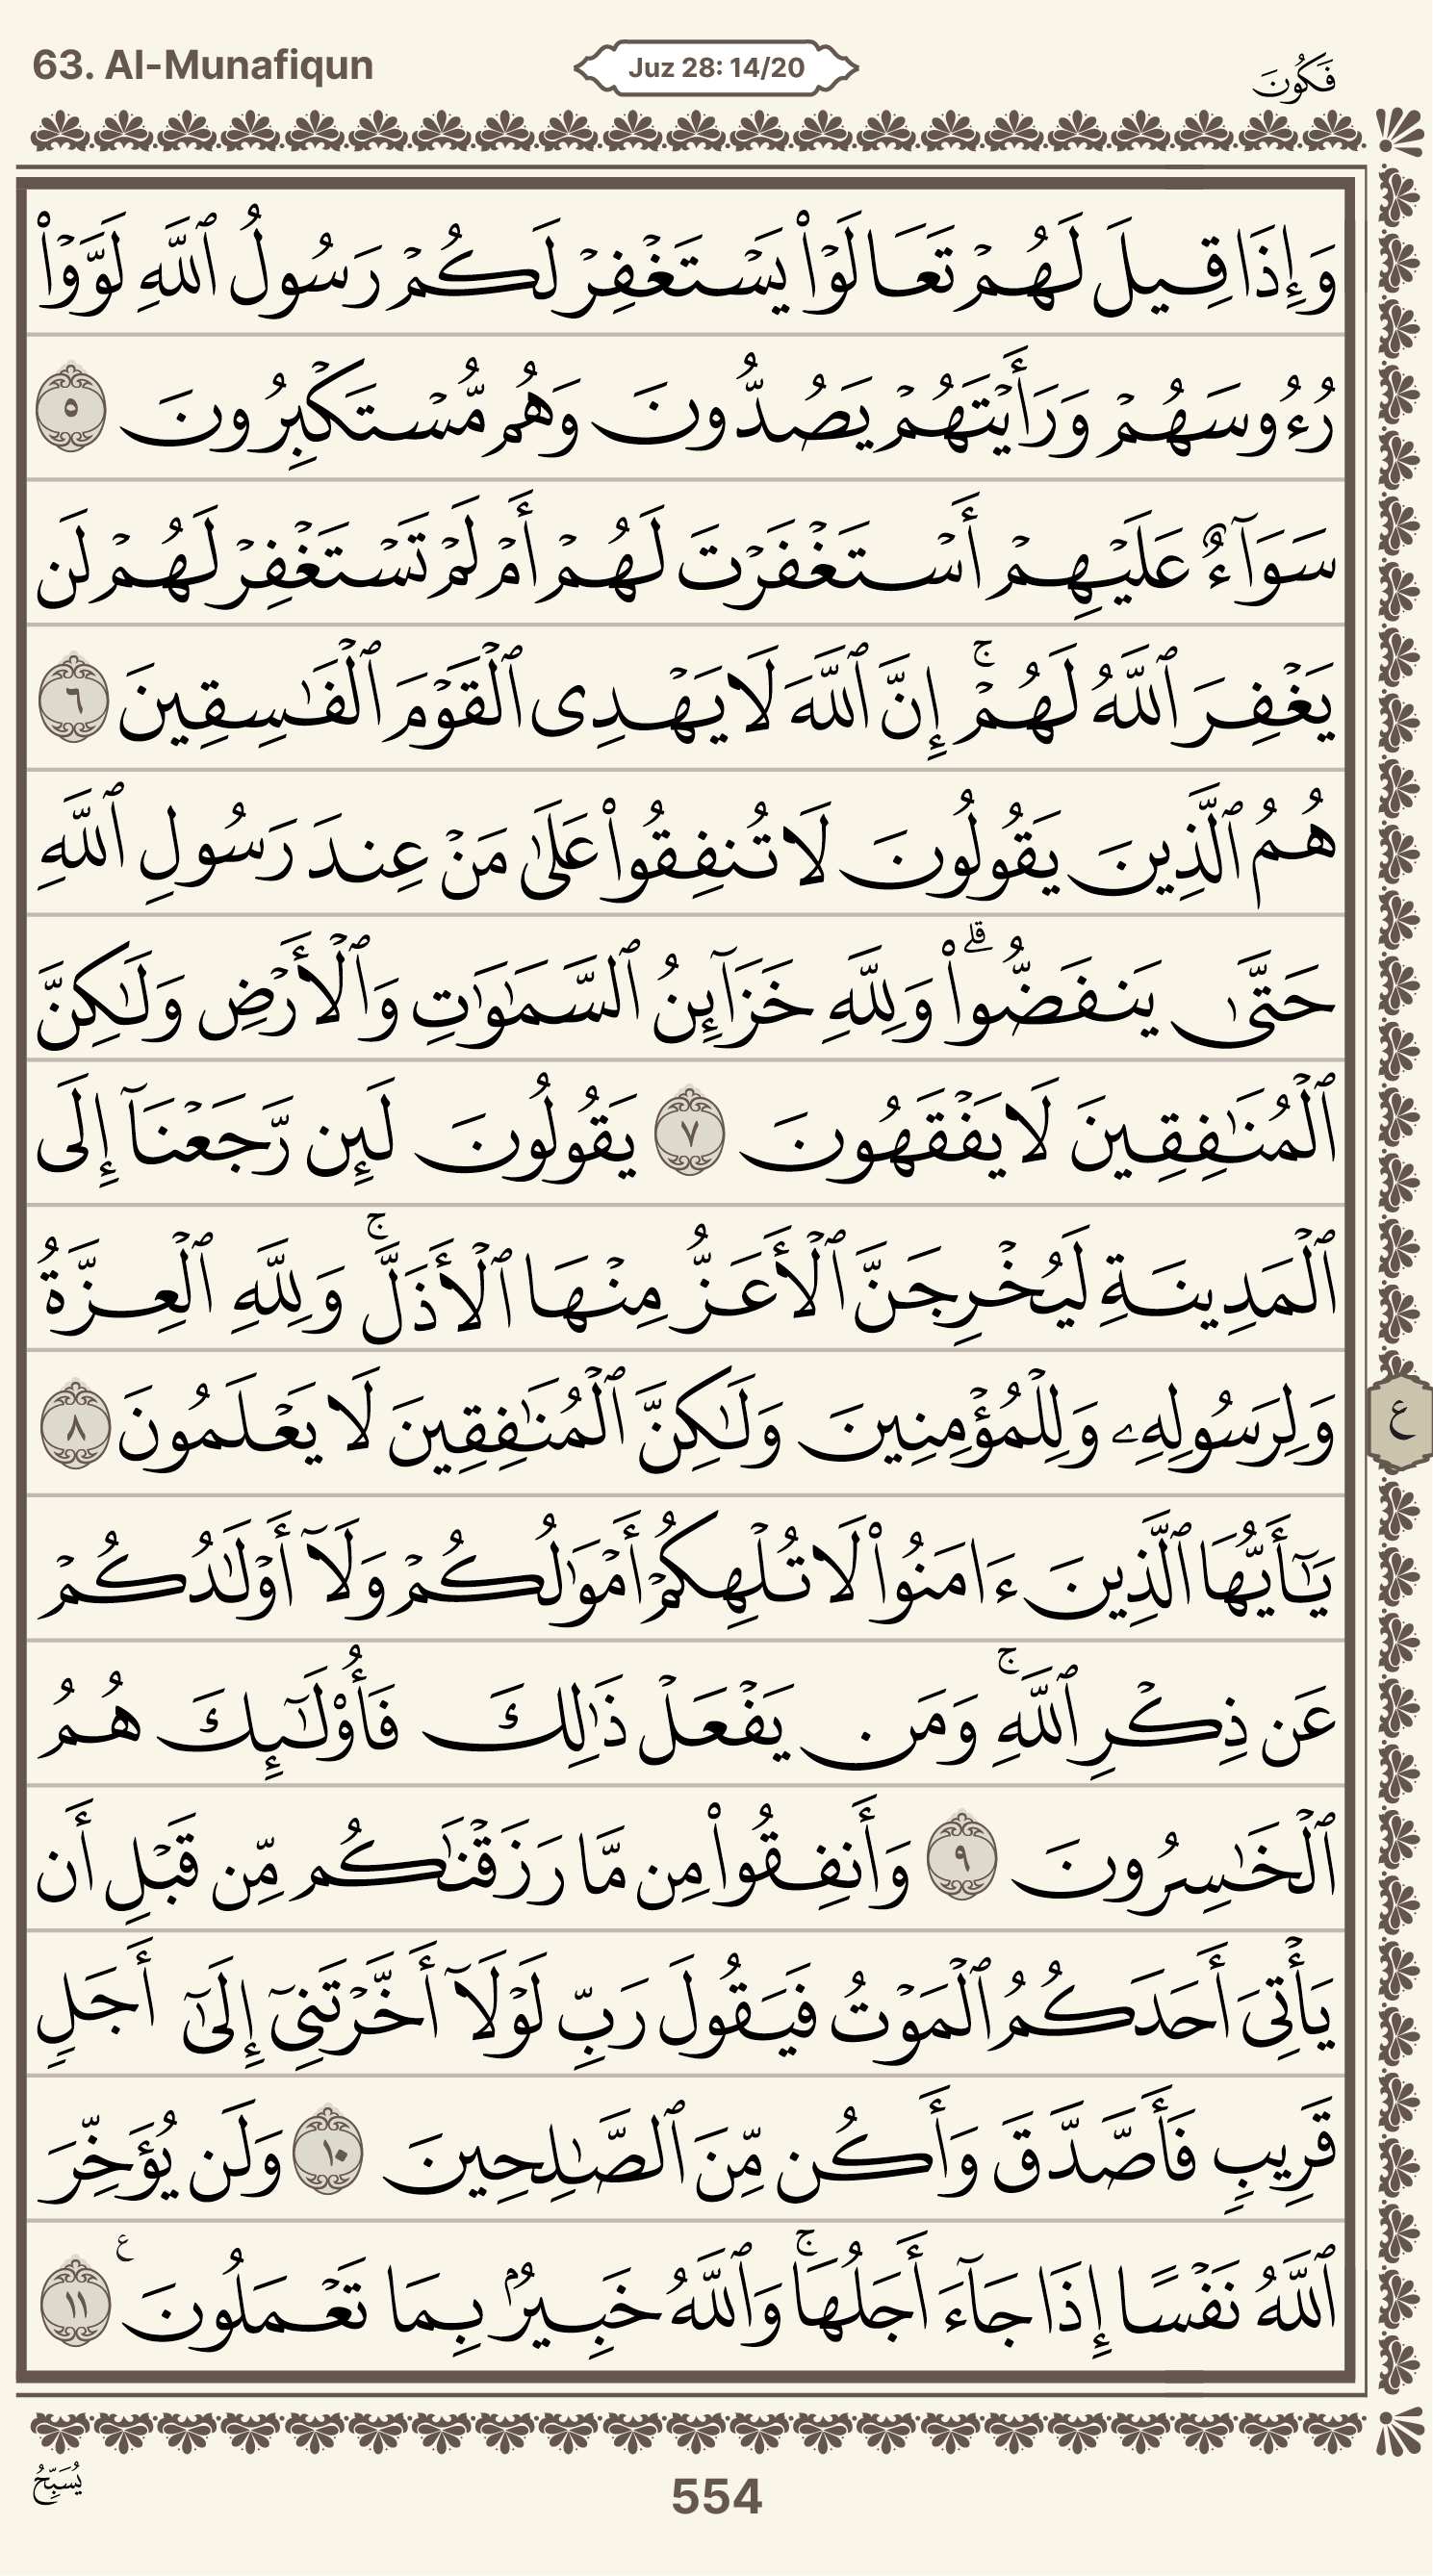 63. Al-Munafiqun
Juz 28: 14/20
فَكُونَ
وَإِذَا قِيلَ لَهُمْ تَعَالَوْا۟ يَسْتَغْفِرْ لَكُمْ رَسُولُ ٱللَّهِ لَوَّوْا۟
رُءُوسَهُمْ وَرَأَيْتَهُمْ يَصُدُّونَ وَهُم مُّسْتَكْبِرُونَ ٥
سَوَآءٌ عَلَيْهِمْ أَسْتَغْفَرْتَ لَهُمْ أَمْ لَمْ تَسْتَغْفِرْ لَهُمْ لَن
يَغْفِرَ ٱللَّهُ لَهُمْ ۚ إِنَّ ٱللَّهَ لَا يَهْدِى ٱلْقَوْمَ ٱلْفَـٰسِقِينَ ٦
هُمُ ٱلَّذِينَ يَقُولُونَ لَا تُنفِقُوا۟ عَلَىٰ مَنْ عِندَ رَسُولِ ٱللَّهِ
حَتَّىٰ يَنفَضُّوا۟ ۗ وَلِلَّهِ خَزَآئِنُ ٱلسَّمَـٰوَٰتِ وَٱلْأَرْضِ وَلَـٰكِنَّ
ٱلْمُنَـٰفِقِينَ لَا يَفْقَهُونَ ٧ يَقُولُونَ لَئِن رَّجَعْنَآ إِلَى
ٱلْمَدِينَةِ لَيُخْرِجَنَّ ٱلْأَعَزُّ مِنْهَا ٱلْأَذَلَّ ۚ وَلِلَّهِ ٱلْعِزَّةُ
وَلِرَسُولِهِۦ وَلِلْمُؤْمِنِينَ وَلَـٰكِنَّ ٱلْمُنَـٰفِقِينَ لَا يَعْلَمُونَ ٨
ع
يَـٰٓأَيُّهَا ٱلَّذِينَ ءَامَنُوا۟ لَا تُلْهِكُمْ أَمْوَٰلُكُمْ وَلَآ أَوْلَـٰدُكُمْ
عَن ذِكْرِ ٱللَّهِ ۚ وَمَن يَفْعَلْ ذَٰلِكَ فَأُو۟لَـٰٓئِكَ هُمُ
ٱلْخَـٰسِرُونَ ٩ وَأَنفِقُوا۟ مِن مَّا رَزَقْنَـٰكُم مِّن قَبْلِ أَن
يَأْتِىَ أَحَدَكُمُ ٱلْمَوْتُ فَيَقُولَ رَبِّ لَوْلَآ أَخَّرْتَنِىٓ إِلَىٰٓ أَجَلٍ
قَرِيبٍ فَأَصَّدَّقَ وَأَكُن مِّنَ ٱلصَّـٰلِحِينَ ١٠ وَلَن يُؤَخِّرَ
ٱللَّهُ نَفْسًا إِذَا جَآءَ أَجَلُهَا ۚ وَٱللَّهُ خَبِيرٌۢ بِمَا تَعْمَلُونَ ع ١١
يُسَبِّحُ
554